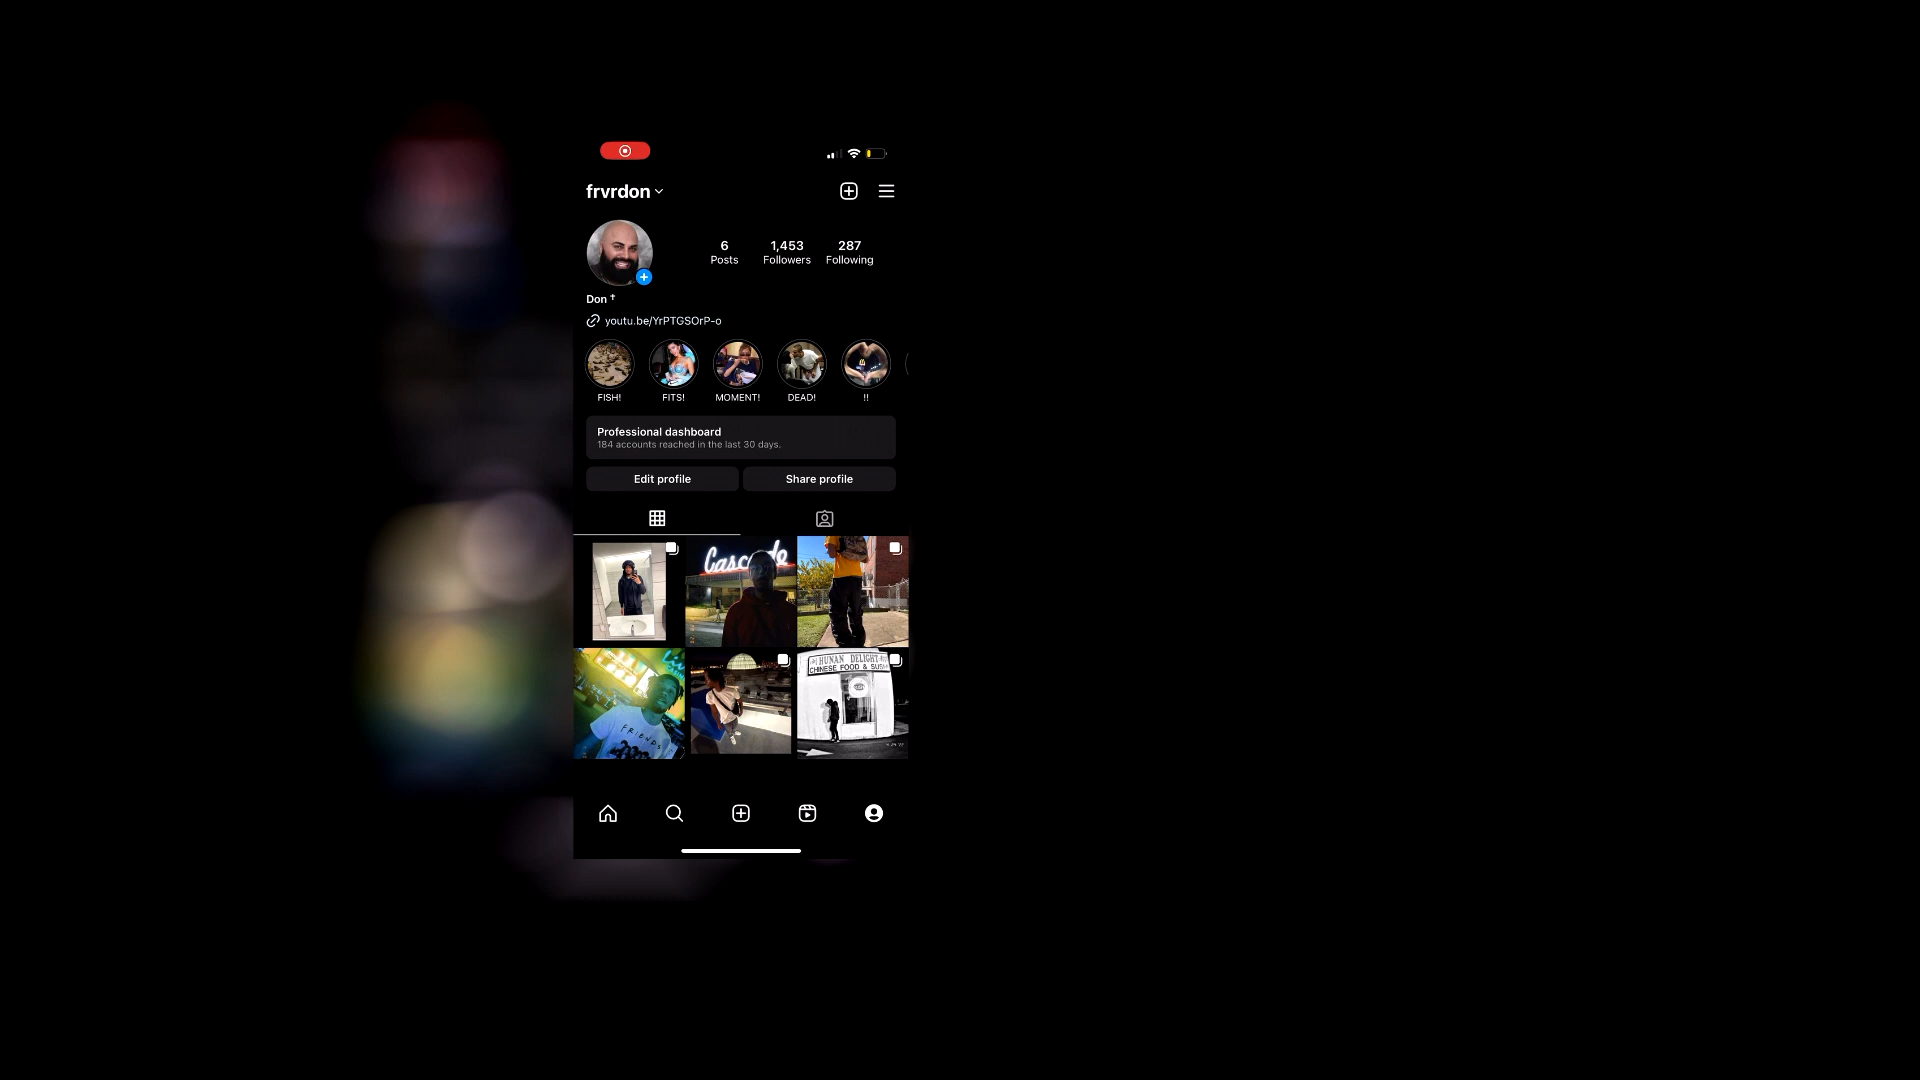 frvrdon
6
Posts
1,453
Followers
287
Following
Don †
youtu.be/YrPTGSOrP-o
FISH!
FITS!
MOMENT!
DEAD!
!!
Professional dashboard
184 accounts reached in the last 30 days.
Edit profile
Share profile
Cascade
FRIENDS
HUNAN DELIGHT
CHINESE FOOD & SUSHI